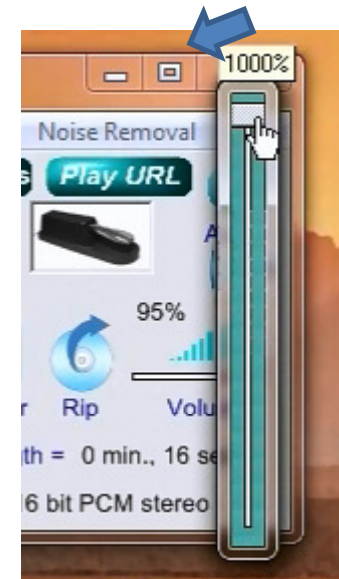 1000%
Noise Removal
s Play URL
A
95%
r Rip Volu
th = 0 min., 16 se
6 bit PCM stereo